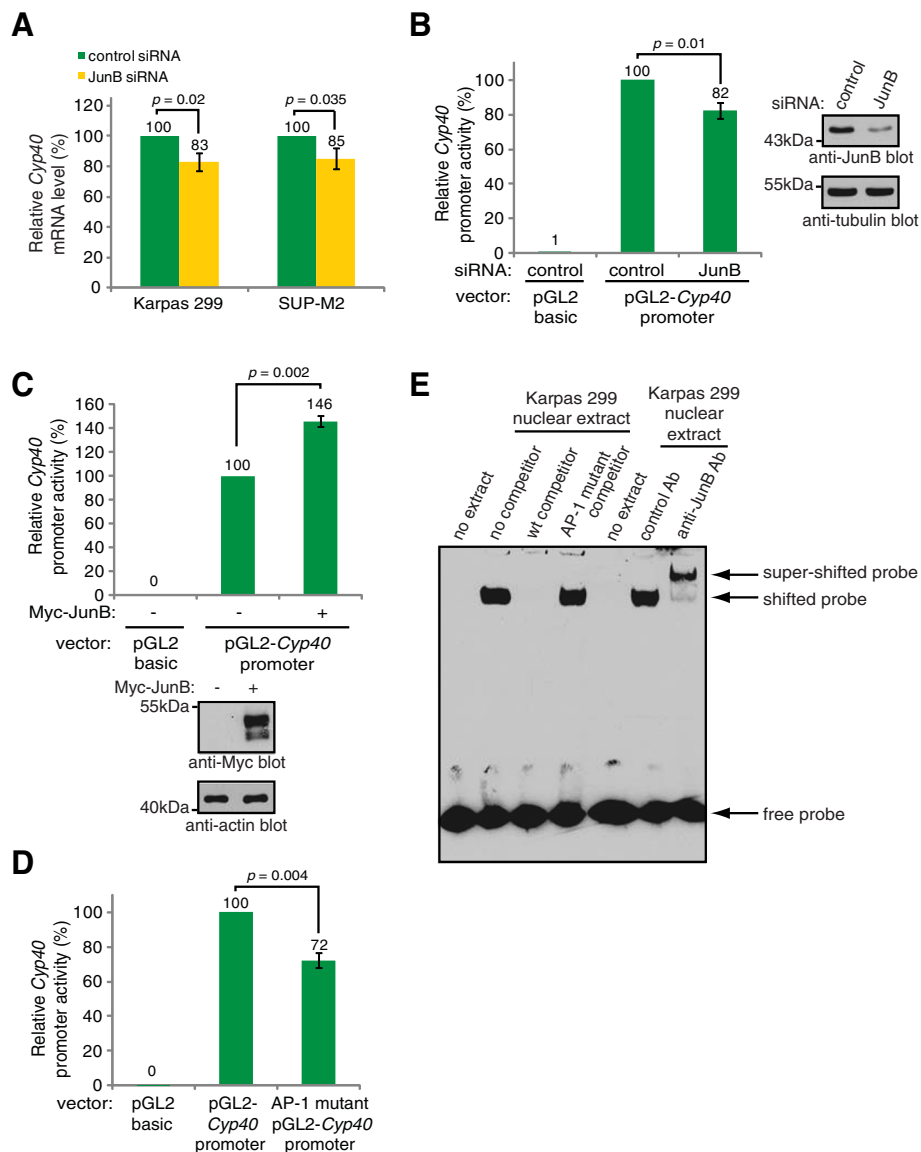 A
control siRNA
JunB siRNA
Relative Cyp40
mRNA level (%)
120
100
80
60
40
20
0
p = 0.02
p = 0.035
100
83
100
85
Karpas 299
SUP-M2
B
Relative Cyp40
promoter activity (%)
100
80
60
40
20
0
p = 0.01
1
100
82
siRNA: control control JunB
vector: pGL2 basic pGL2-Cyp40 promoter
siRNA: control JunB
43kDa
anti-JunB blot
55kDa
anti-tubulin blot
C
Relative Cyp40
promoter activity (%)
160
140
120
100
80
60
40
20
0
p = 0.002
0
100
146
Myc-JunB: - - +
vector: pGL2 basic pGL2-Cyp40 promoter
Myc-JunB: - +
55kDa
anti-Myc blot
40kDa
anti-actin blot
D
Relative Cyp40
promoter activity (%)
100
80
60
40
20
0
p = 0.004
0
100
72
vector: pGL2 basic pGL2-Cyp40 promoter AP-1 mutant pGL2-Cyp40 promoter
E
Karpas 299
nuclear extract
Karpas 299
nuclear
extract
no extract
no competitor
wt competitor
AP-1 mutant
competitor
no extract
control Ab
anti-JunB Ab
super-shifted probe
shifted probe
free probe